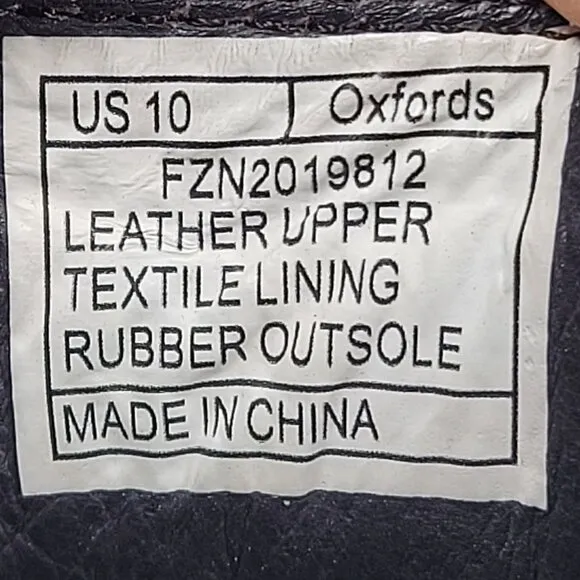 US 10 Oxfords
FZN2019812
LEATHER UPPER
TEXTILE LINING
RUBBER OUTSOLE
MADE IN CHINA